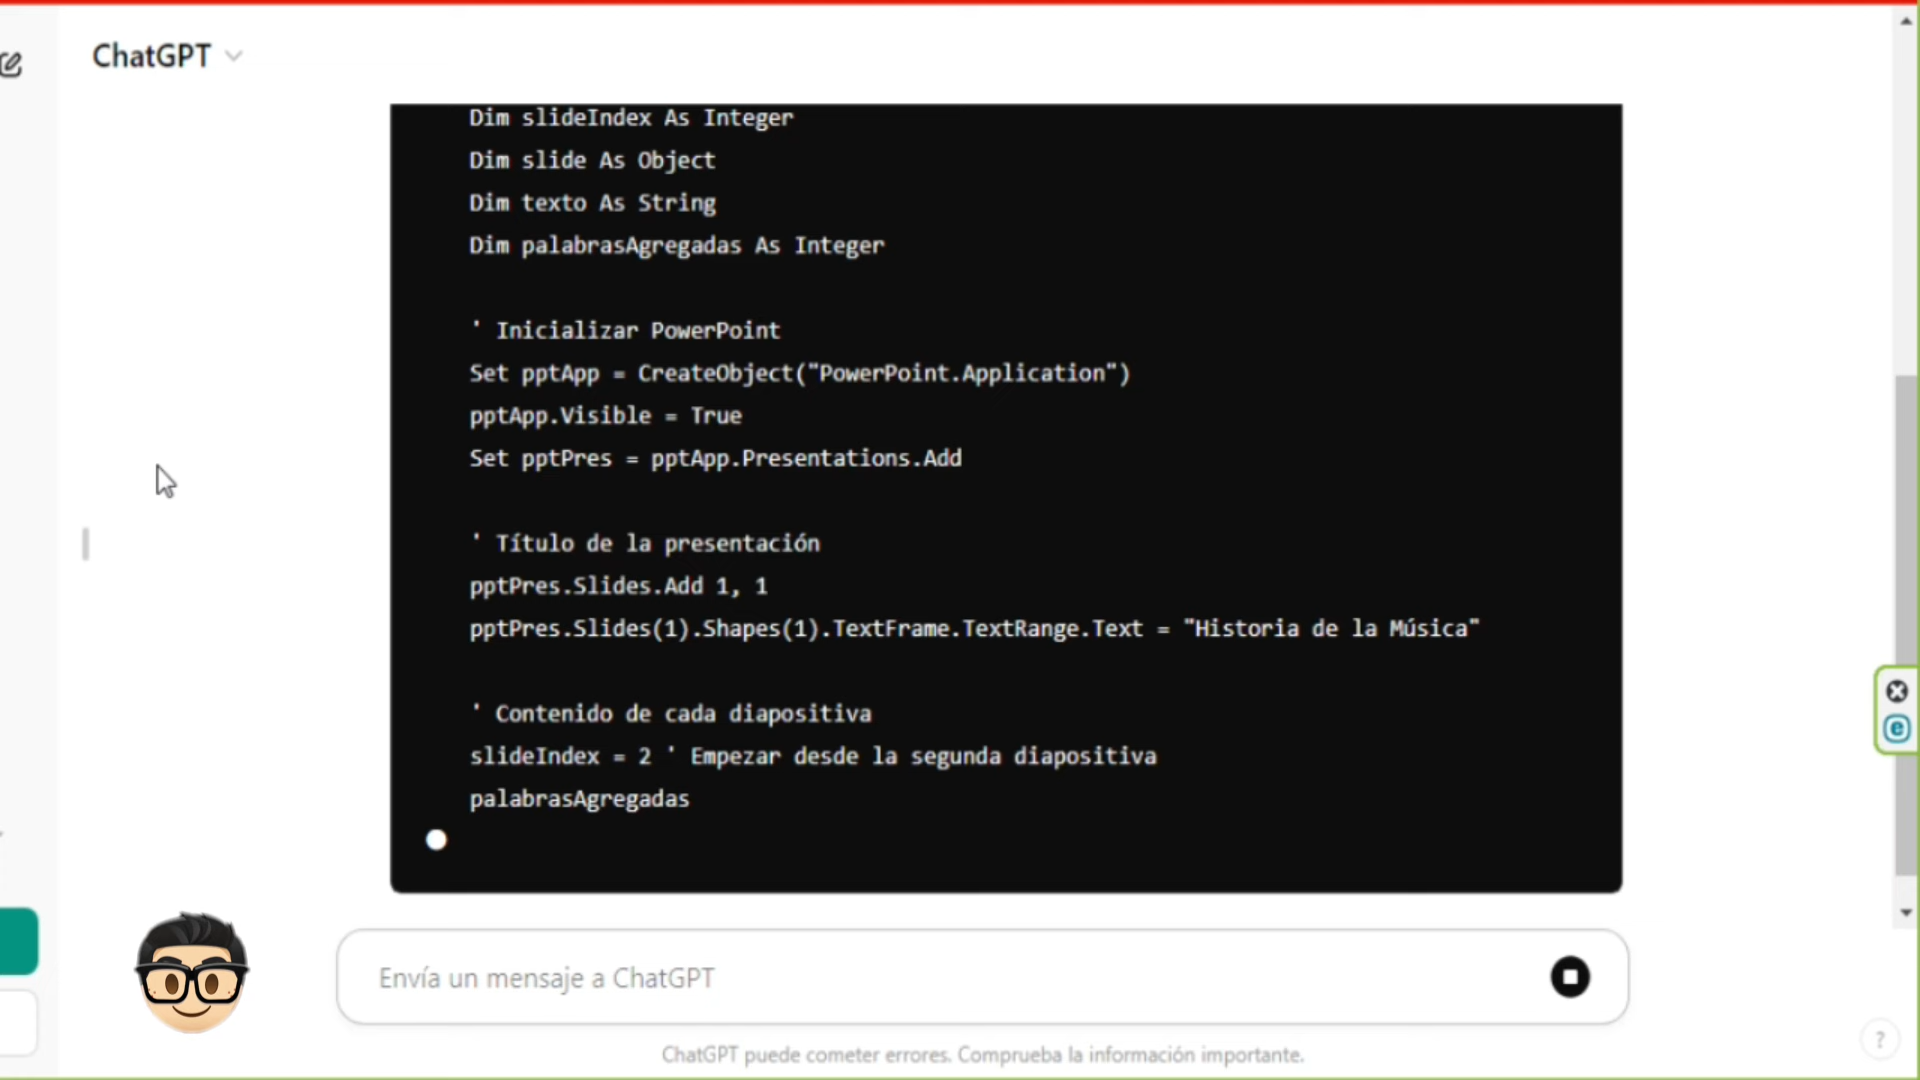 ChatGPT
Dim slideIndex As Integer
Dim slide As Object
Dim texto As String
Dim palabrasAgregadas As Integer
' Inicializar PowerPoint
Set pptApp = CreateObject("PowerPoint.Application")
pptApp.Visible = True
Set pptPres = pptApp.Presentations.Add
' Título de la presentación
pptPres.Slides.Add 1, 1
pptPres.Slides(1).Shapes(1).TextFrame.TextRange.Text = "Historia de la Música"
' Contenido de cada diapositiva
slideIndex = 2 ' Empezar desde la segunda diapositiva
palabrasAgregadas
Envía un mensaje a ChatGPT
ChatGPT puede cometer errores. Comprueba la información importante.
?